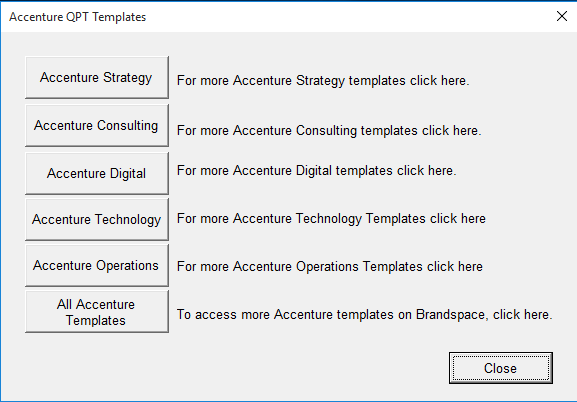 Accenture QPT Templates
Accenture Strategy
For more Accenture Strategy templates click here.
Accenture Consulting
For more Accenture Consulting templates click here.
Accenture Digital
For more Accenture Digital templates click here.
Accenture Technology
For more Accenture Technology Templates click here
Accenture Operations
For more Accenture Operations Templates click here
All Accenture
Templates
To access more Accenture templates on Brandspace, click here.
Close